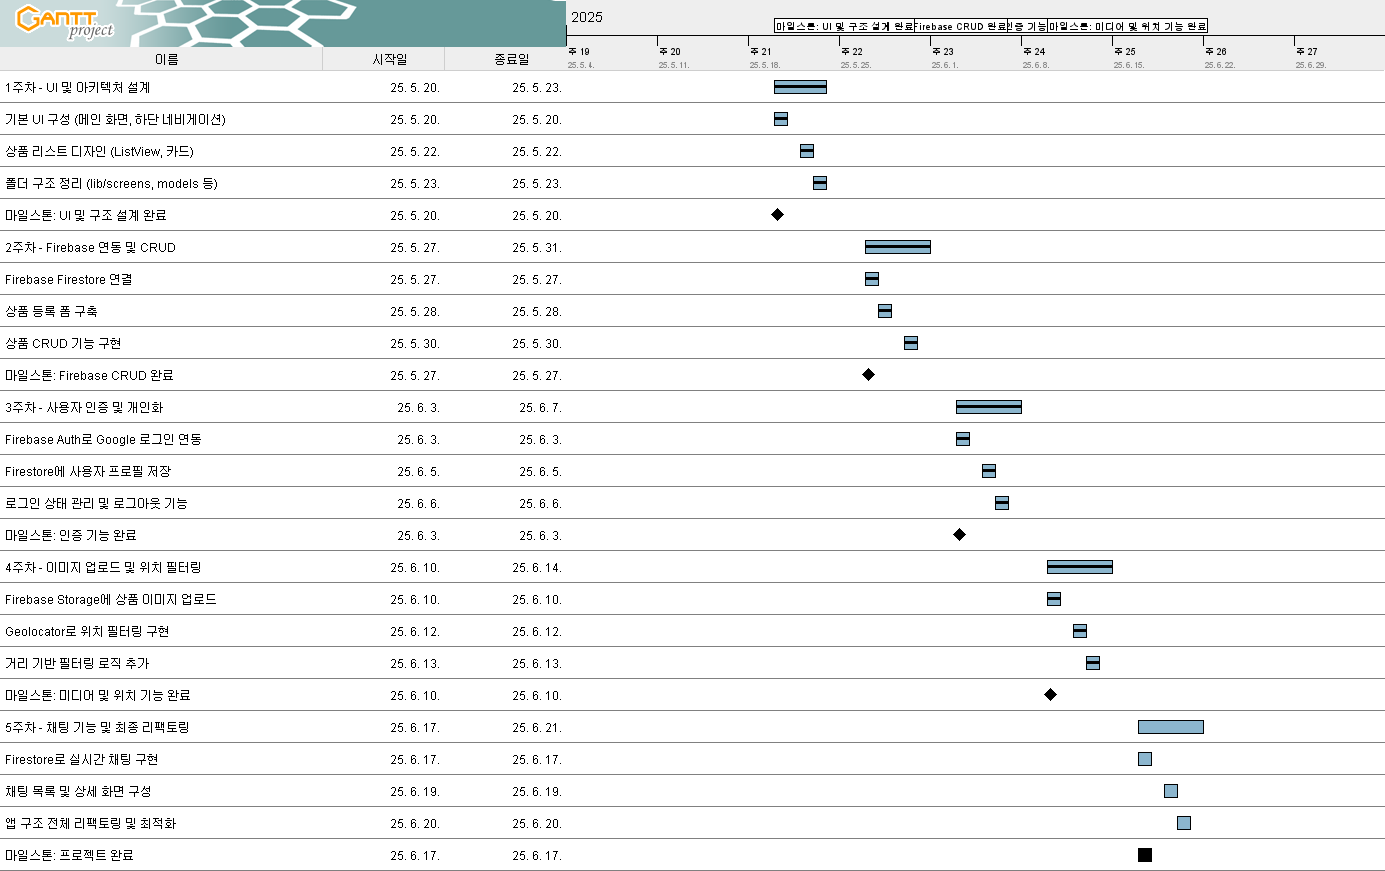 GANTT project
2025
마일스톤: UI 및 구조 설계 완료 Firebase CRUD 완료 인증 기능 마일스톤: 미디어 및 위치 기능 완료
이름 시작일 종료일
주 19 주 20 주 21 주 22 주 23 주 24 주 25 주 26 주 27
25. 5. 4. 25. 5. 11. 25. 5. 18. 25. 5. 25. 25. 6. 1. 25. 6. 8. 25. 6. 15. 25. 6. 22. 25. 6. 29.
1주차 - UI 및 아키텍처 설계 25. 5. 20. 25. 5. 23.
기본 UI 구성 (메인 화면, 하단 네비게이션) 25. 5. 20. 25. 5. 20.
상품 리스트 디자인 (ListView, 카드) 25. 5. 22. 25. 5. 22.
폴더 구조 정리 (lib/screens, models 등) 25. 5. 23. 25. 5. 23.
마일스톤: UI 및 구조 설계 완료 25. 5. 20. 25. 5. 20.
2주차 - Firebase 연동 및 CRUD 25. 5. 27. 25. 5. 31.
Firebase Firestore 연결 25. 5. 27. 25. 5. 27.
상품 등록 폼 구축 25. 5. 28. 25. 5. 28.
상품 CRUD 기능 구현 25. 5. 30. 25. 5. 30.
마일스톤: Firebase CRUD 완료 25. 5. 27. 25. 5. 27.
3주차 - 사용자 인증 및 개인화 25. 6. 3. 25. 6. 7.
Firebase Auth로 Google 로그인 연동 25. 6. 3. 25. 6. 3.
Firestore에 사용자 프로필 저장 25. 6. 5. 25. 6. 5.
로그인 상태 관리 및 로그아웃 기능 25. 6. 6. 25. 6. 6.
마일스톤: 인증 기능 완료 25. 6. 3. 25. 6. 3.
4주차 - 이미지 업로드 및 위치 필터링 25. 6. 10. 25. 6. 14.
Firebase Storage에 상품 이미지 업로드 25. 6. 10. 25. 6. 10.
Geolocator로 위치 필터링 구현 25. 6. 12. 25. 6. 12.
거리 기반 필터링 로직 추가 25. 6. 13. 25. 6. 13.
마일스톤: 미디어 및 위치 기능 완료 25. 6. 10. 25. 6. 10.
5주차 - 채팅 기능 및 최종 리팩토링 25. 6. 17. 25. 6. 21.
Firestore로 실시간 채팅 구현 25. 6. 17. 25. 6. 17.
채팅 목록 및 상세 화면 구성 25. 6. 19. 25. 6. 19.
앱 구조 전체 리팩토링 및 최적화 25. 6. 20. 25. 6. 20.
마일스톤: 프로젝트 완료 25. 6. 17. 25. 6. 17.